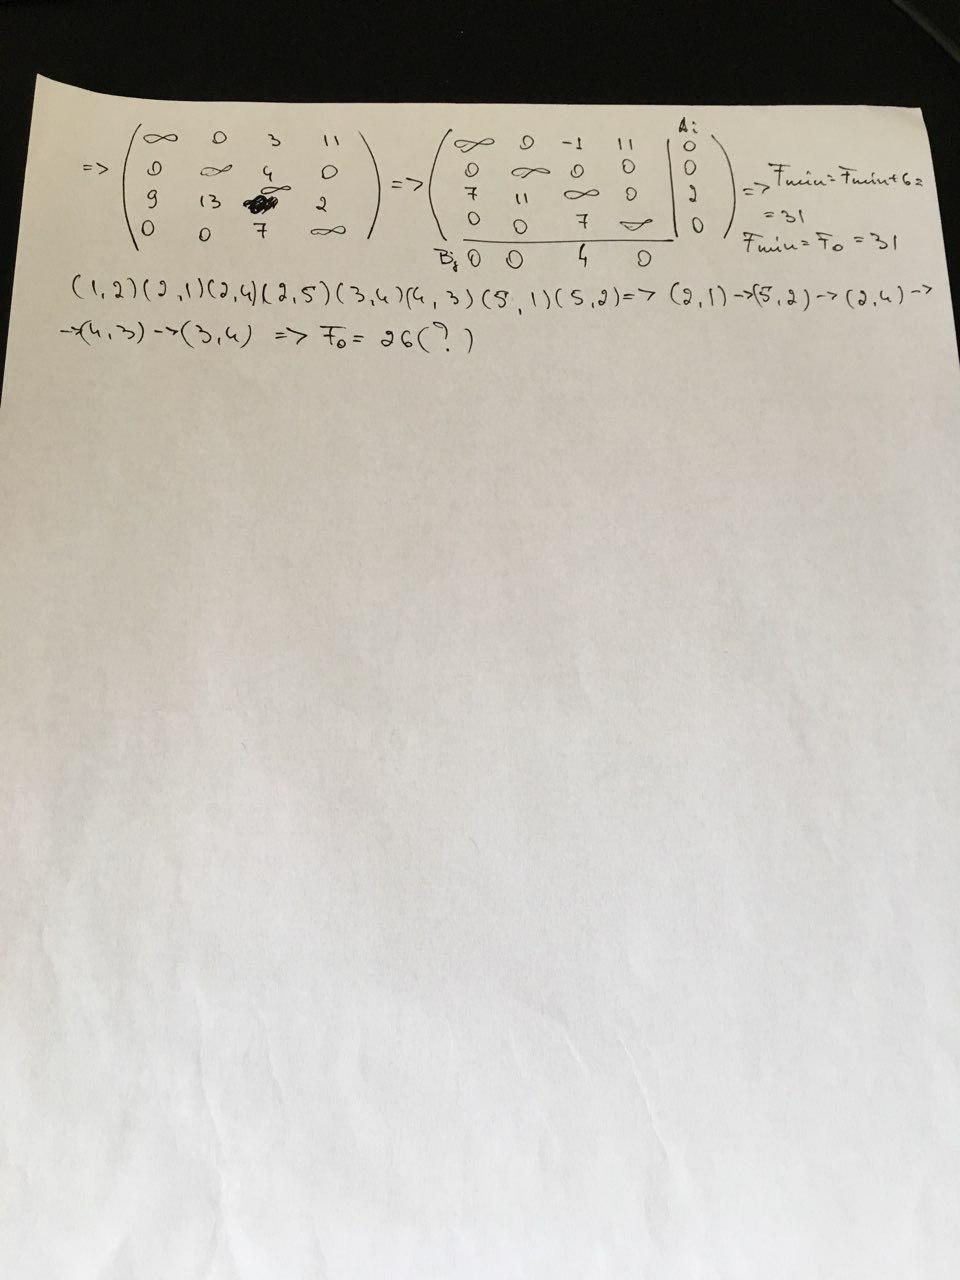 Ai
=> ( ∞ 0 3 11 ) => ( ∞ 0 -1 11 | 0 )
0 ∞ 4 0 0 ∞ 0 0 | 0
9 13 ∞ 2 7 11 ∞ 0 | 2 => Fmin = Fmin + 6 =
0 0 7 ∞ 0 0 7 ∞ | 0 = 31
Bj 0 0 4 0 Fmin = F0 = 31
(1,2)(2,1)(2,4)(2,5)(3,4)(4,3)(5,1)(5,2) => (2,1) → (5,2) → (2,4) →
→ (4,3) → (3,4) => F0 = 26(?)